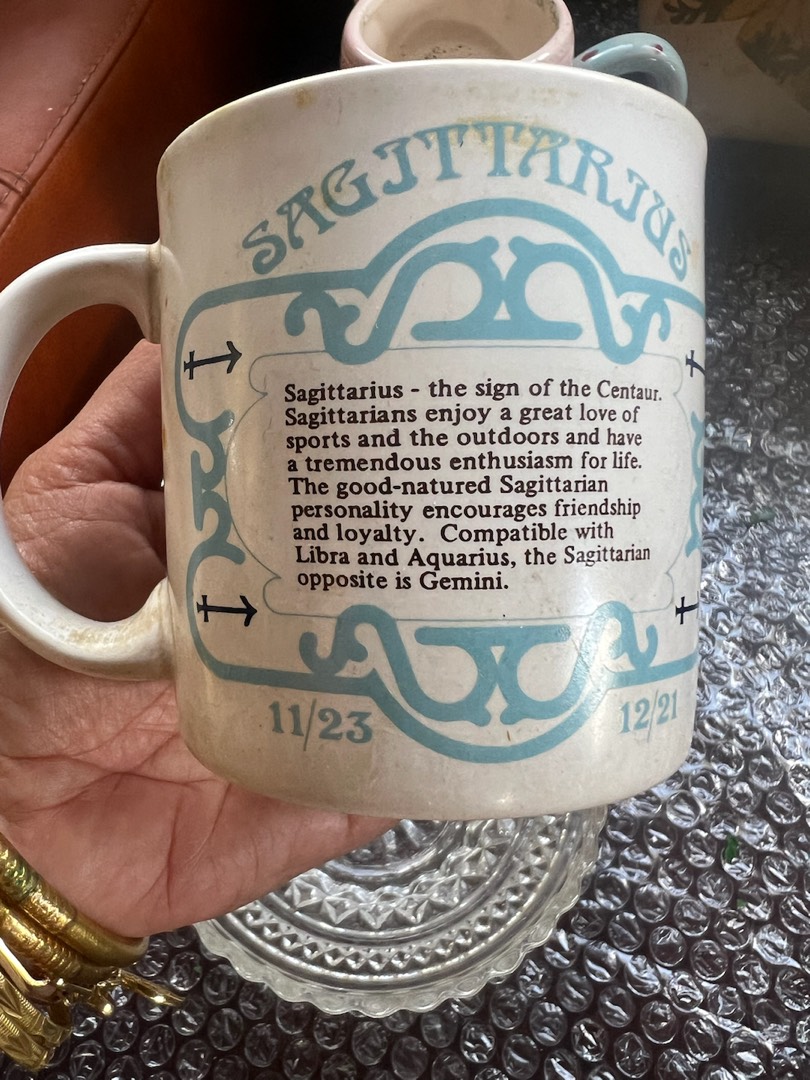 SAGITTARIUS
Sagittarius - the sign of the Centaur.
Sagittarians enjoy a great love of
sports and the outdoors and have
a tremendous enthusiasm for life.
The good-natured Sagittarian
personality encourages friendship
and loyalty. Compatible with
Libra and Aquarius, the Sagittarian
opposite is Gemini.
11/23 12/21